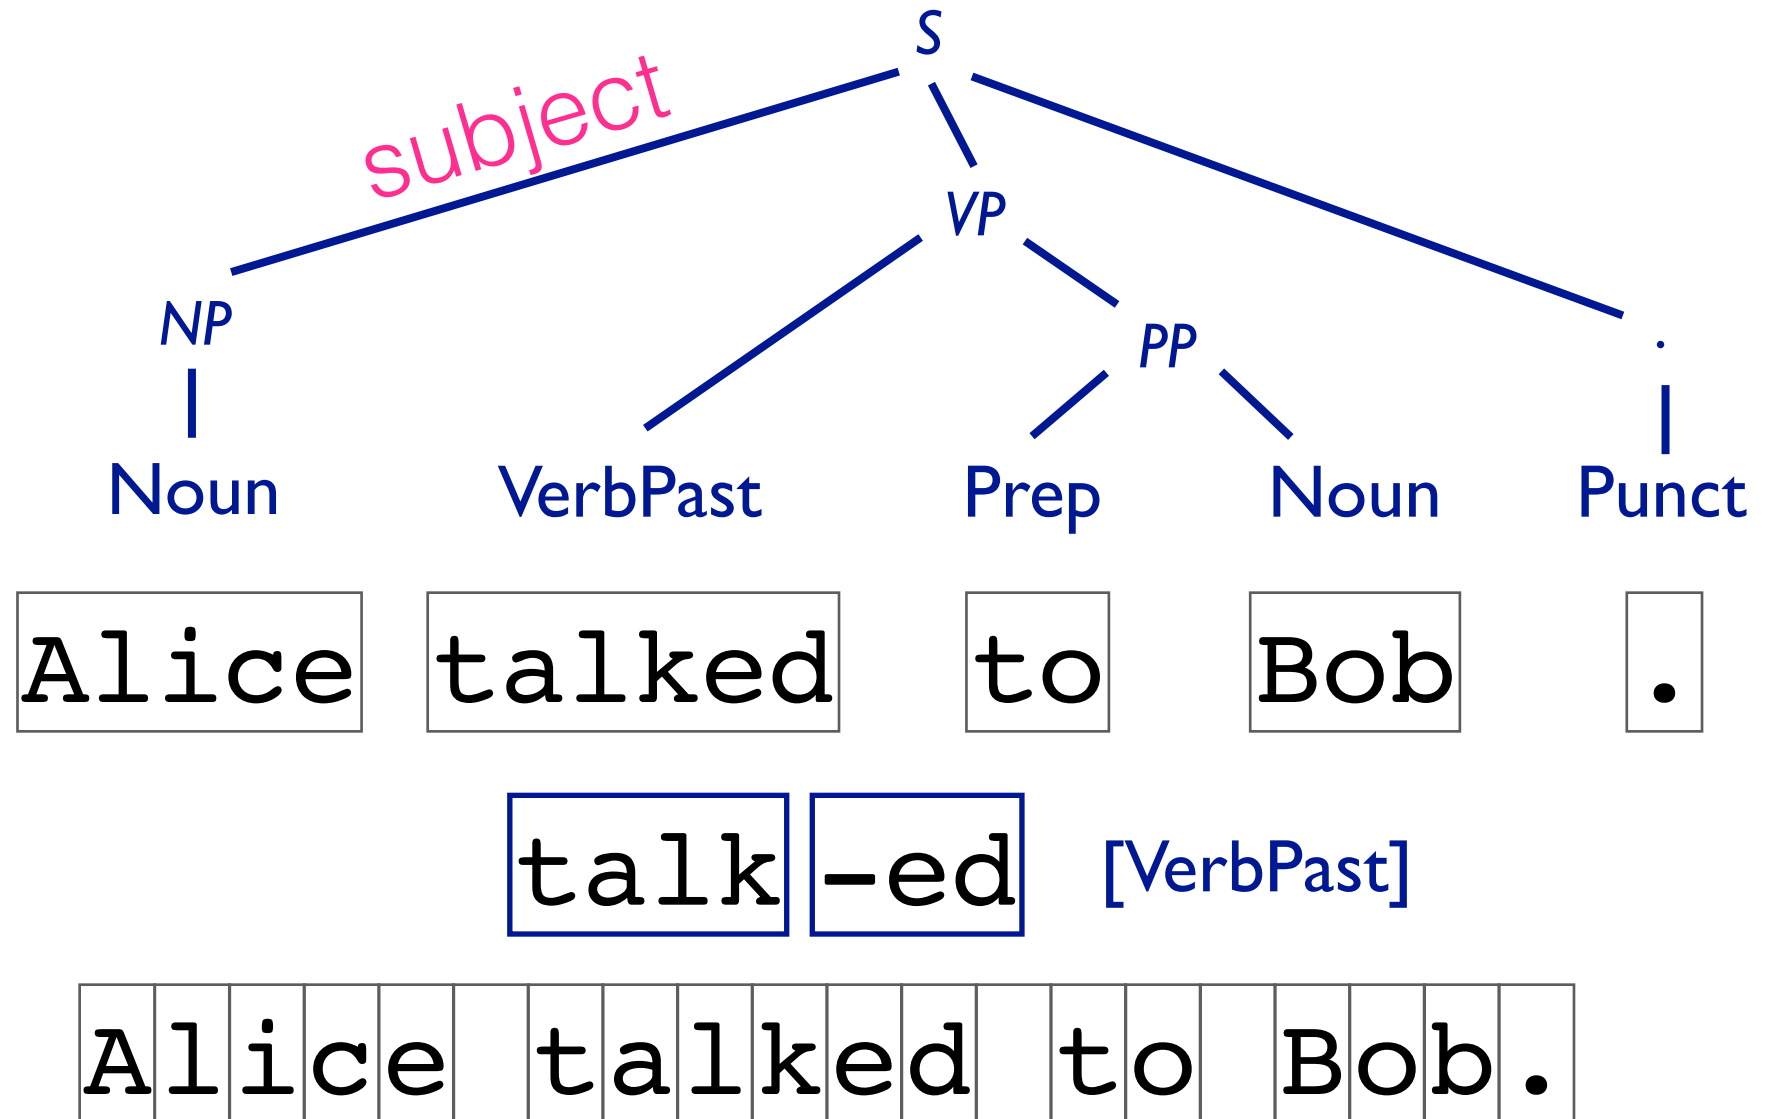 S
subject
VP
NP
PP
.
Noun VerbPast Prep Noun Punct
Alice talked to Bob .
talk -ed [VerbPast]
Alice talked to Bob.